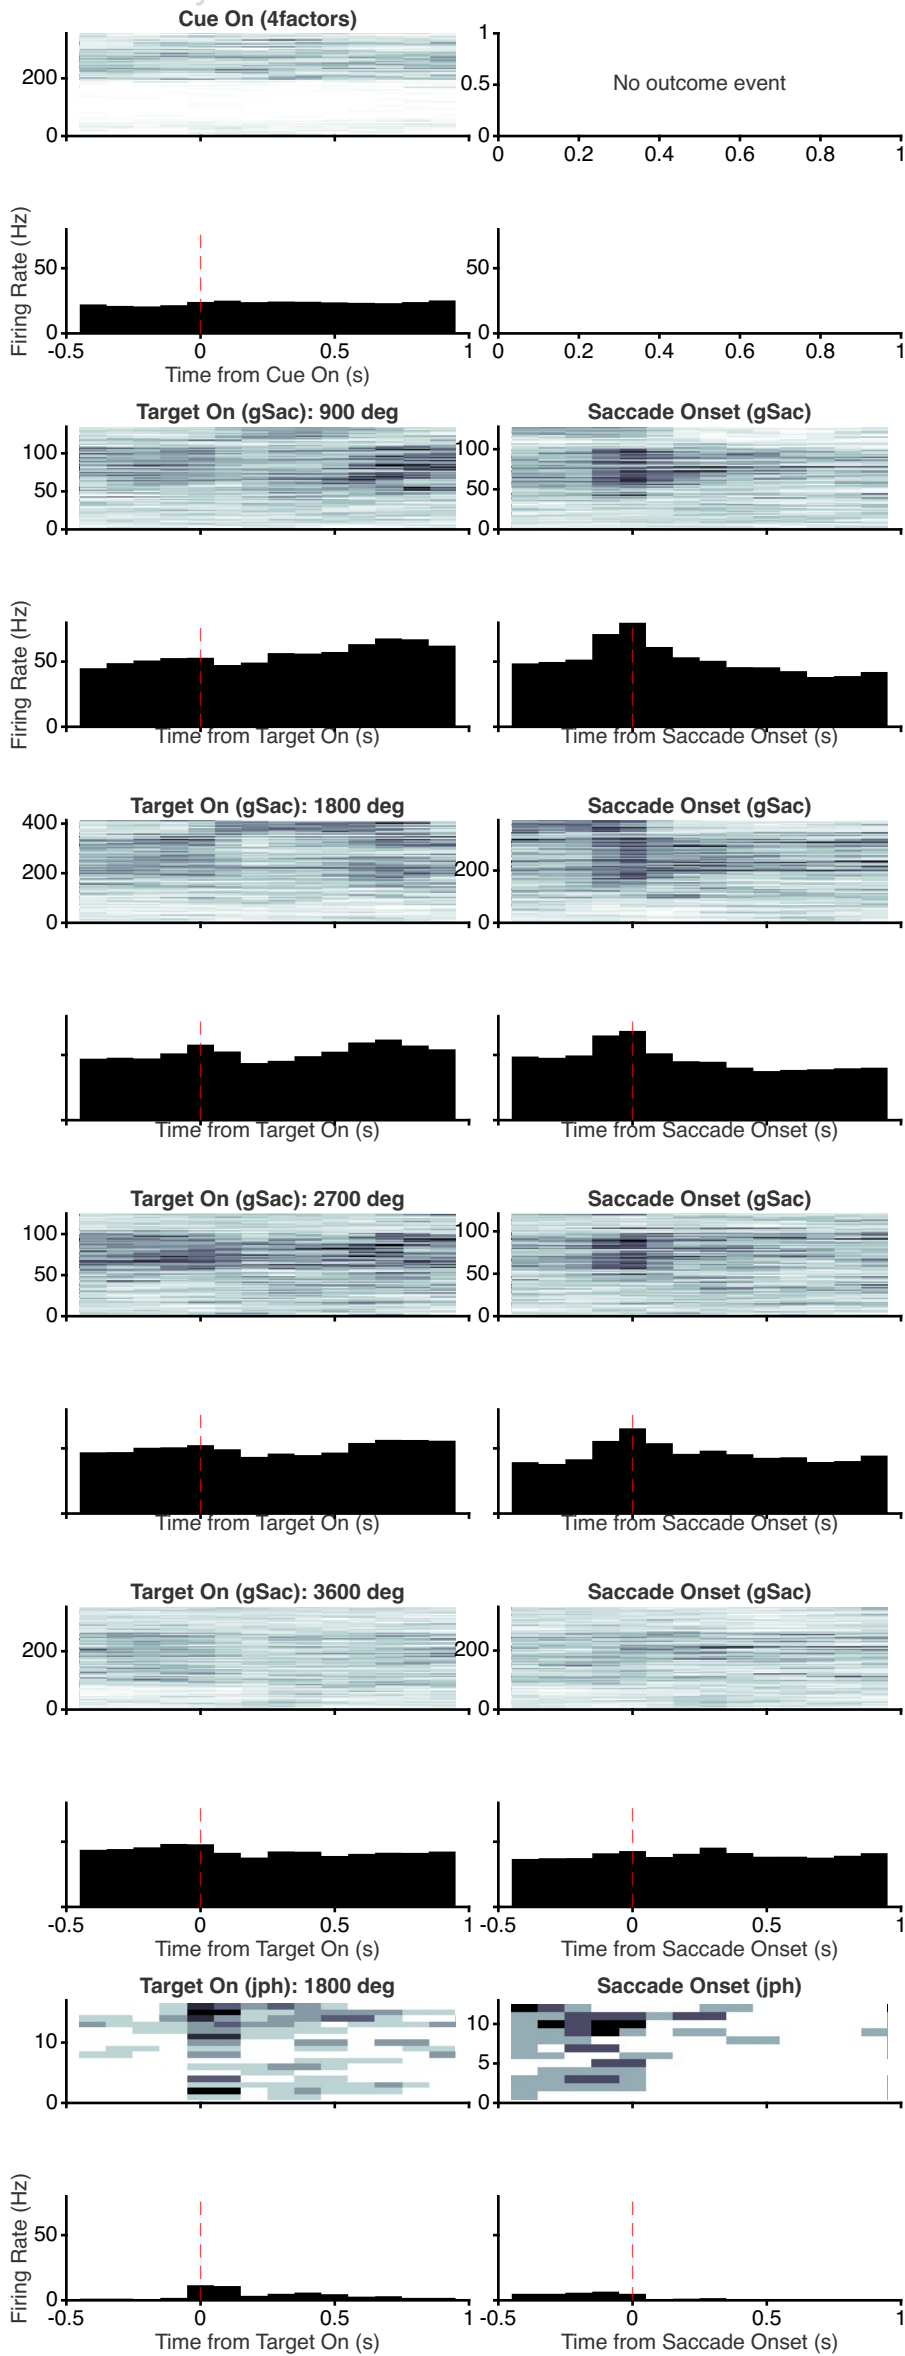 Cue On (4factors)
200
0
-0.5 0 0.5 1
1
0.5
0
No outcome event
0 0.2 0.4 0.6 0.8 1
Firing Rate (Hz)
50
0
-0.5 0 0.5 1
Time from Cue On (s)
50
0
0 0.2 0.4 0.6 0.8 1
Target On (gSac): 900 deg
100
50
0
Saccade Onset (gSac)
100
50
0
Firing Rate (Hz)
50
0
Time from Target On (s)
Time from Saccade Onset (s)
Target On (gSac): 1800 deg
400
200
0
Saccade Onset (gSac)
200
0
Time from Target On (s)
Time from Saccade Onset (s)
Target On (gSac): 2700 deg
100
50
0
Saccade Onset (gSac)
100
50
0
Time from Target On (s)
Time from Saccade Onset (s)
Target On (gSac): 3600 deg
200
0
Saccade Onset (gSac)
200
0
-0.5 0 0.5 1
Time from Target On (s)
-0.5 0 0.5 1
Time from Saccade Onset (s)
Target On (jph): 1800 deg
10
0
Saccade Onset (jph)
10
5
0
Firing Rate (Hz)
50
0
-0.5 0 0.5 1
Time from Target On (s)
-0.5 0 0.5 1
Time from Saccade Onset (s)